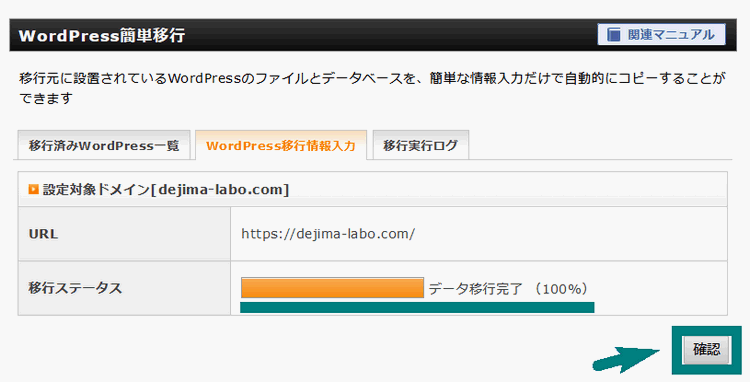 WordPress簡単移行
関連マニュアル
移行元に設置されているWordPressのファイルとデータベースを、簡単な情報入力だけで自動的にコピーすることが
できます
移行済みWordPress一覧
WordPress移行情報入力
移行実行ログ
設定対象ドメイン[dejima-labo.com]
URL
https://dejima-labo.com/
移行ステータス
データ移行完了 （100%）
確認